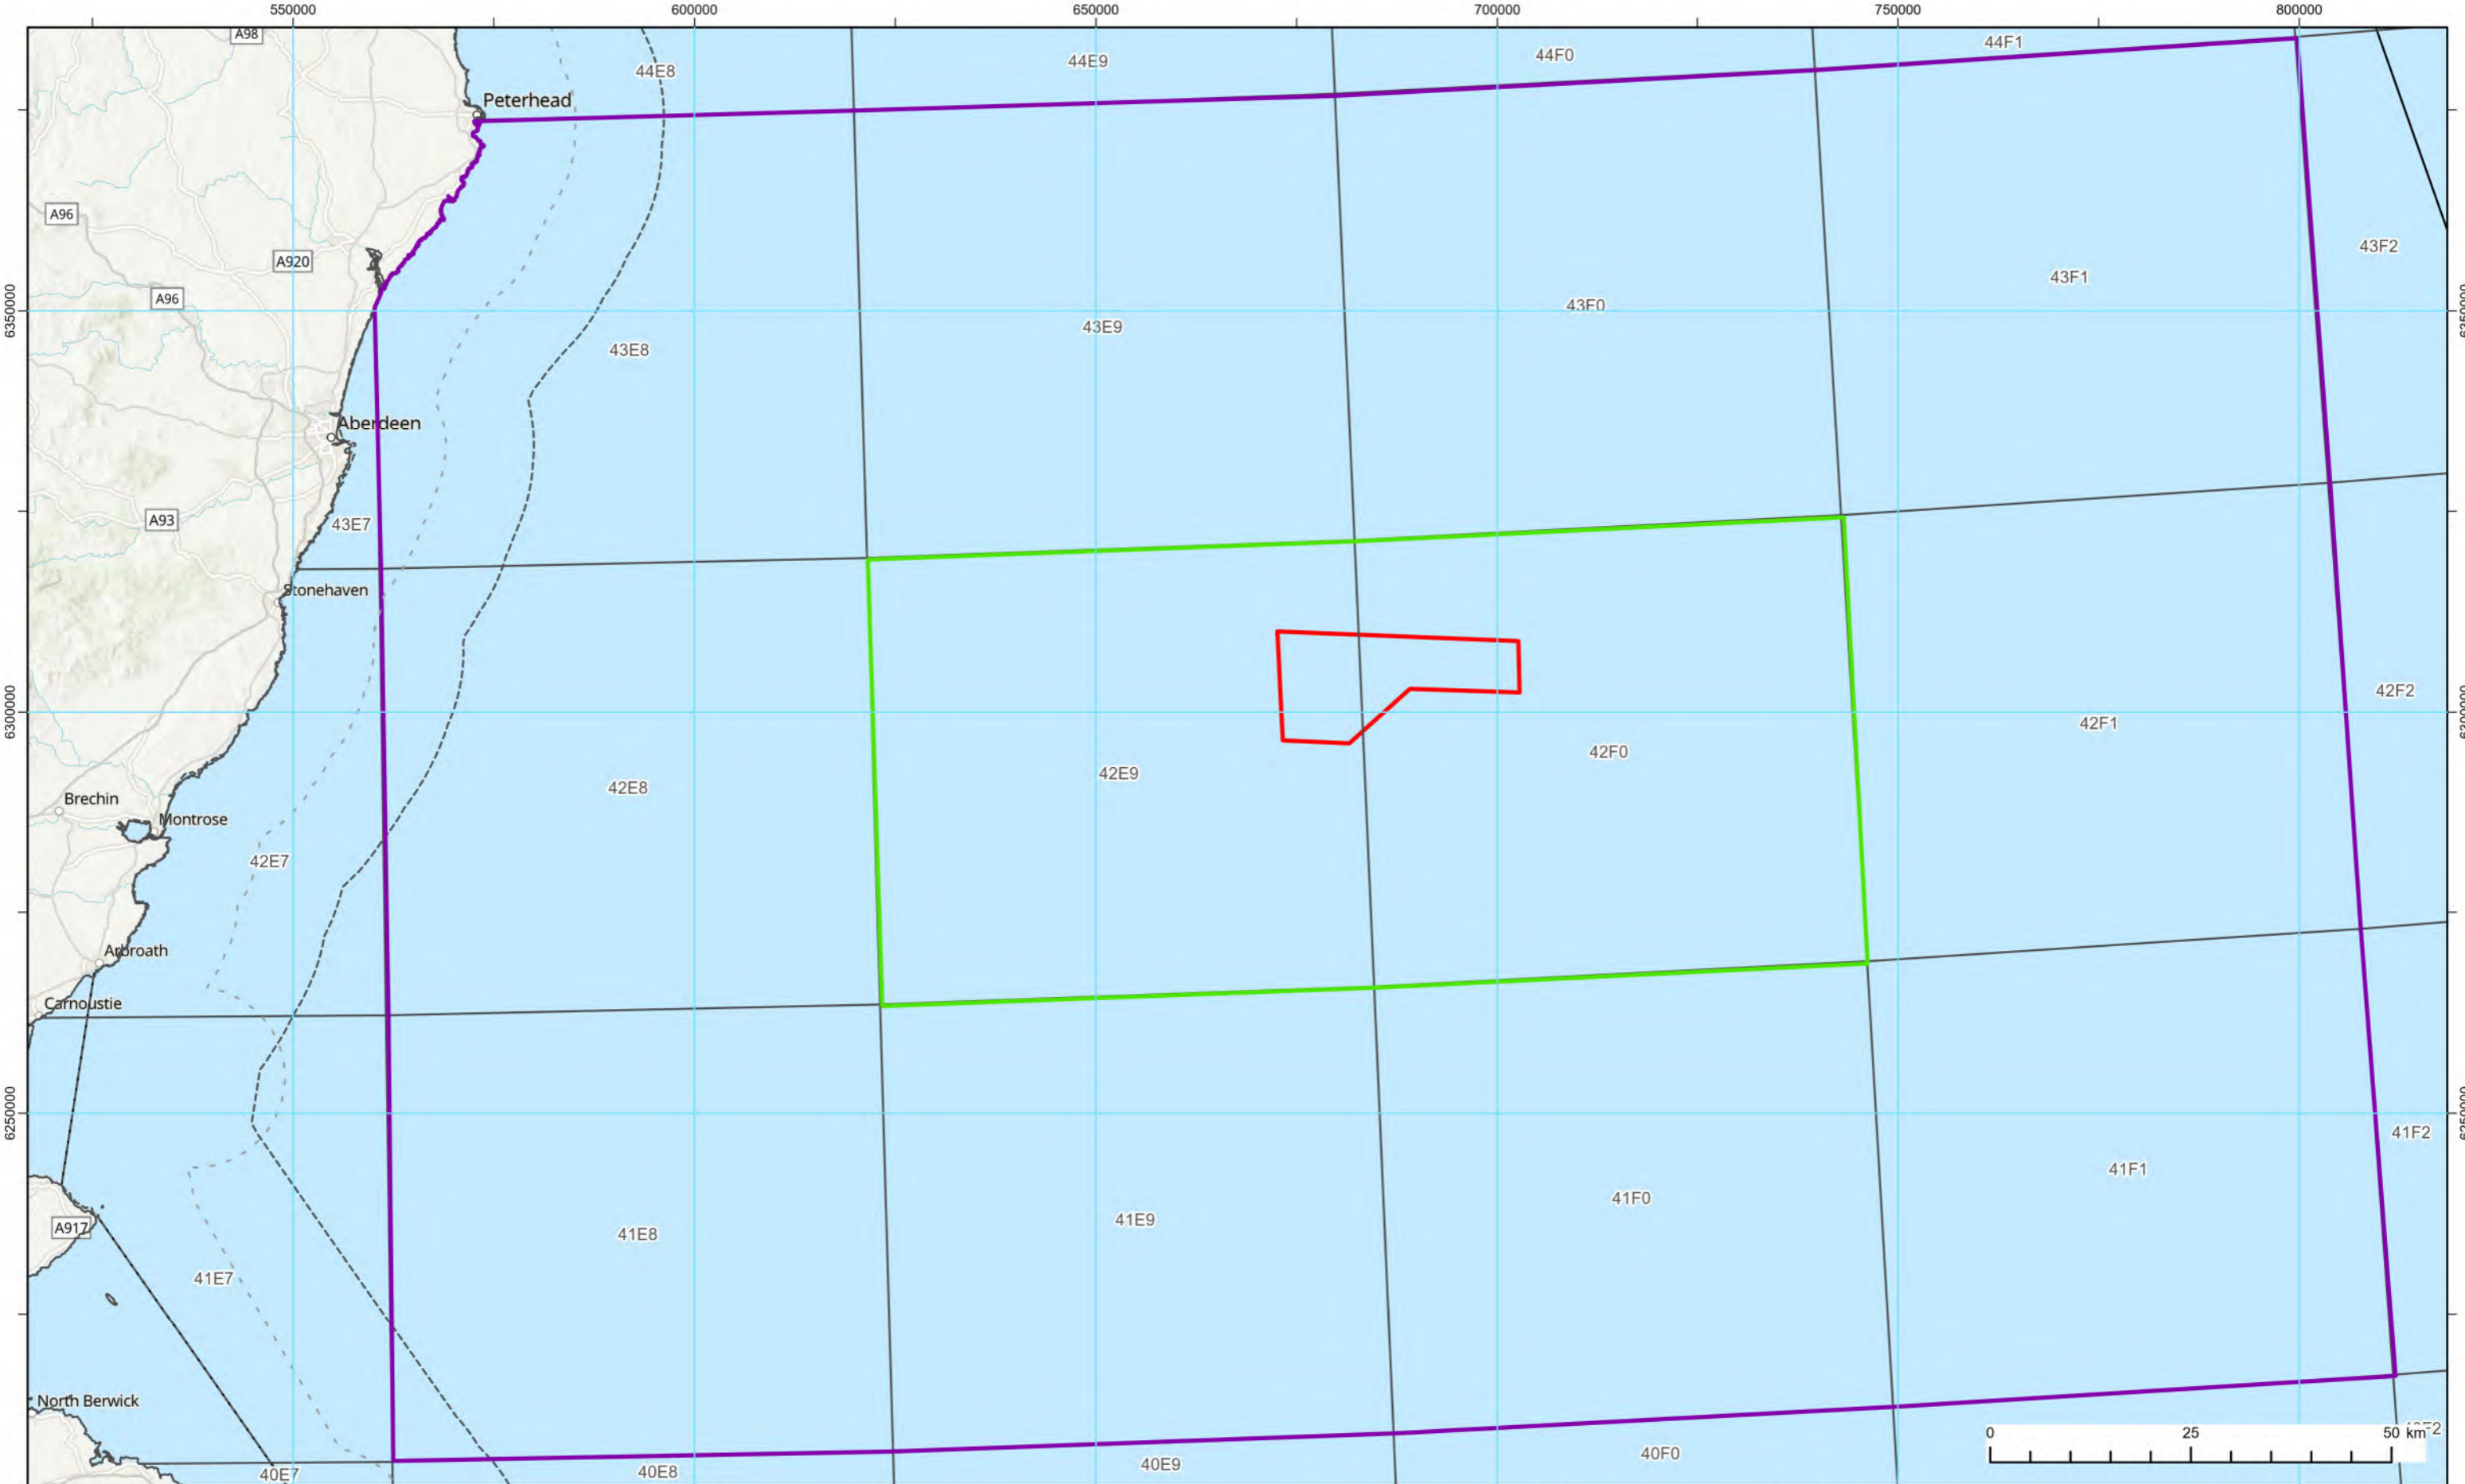 550000 600000 650000 700000 750000 800000
A98
44E8 44E9 44F0 44F1
Peterhead
A96
A920
43F2
43F1
A96
6350000
43F0
43E9
43E8
Aberdeen
A93
43E7
Stonehaven
42F2
6300000
42F1
42F0
42E9
42E8
Brechin
Montrose
42E7
Arbroath
Carnoustie
6250000
41F2
41F1
41F0
41E9
A917
41E8
41E7
North Berwick
0 25 50 km
40F0
40E9
40E8
40E7